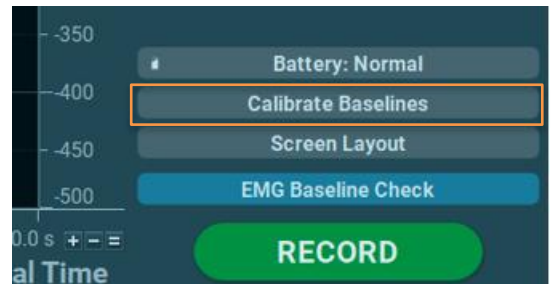 -350
Battery: Normal
-400
Calibrate Baselines
-450
Screen Layout
-500
EMG Baseline Check
0.0 s + - =
RECORD
al Time